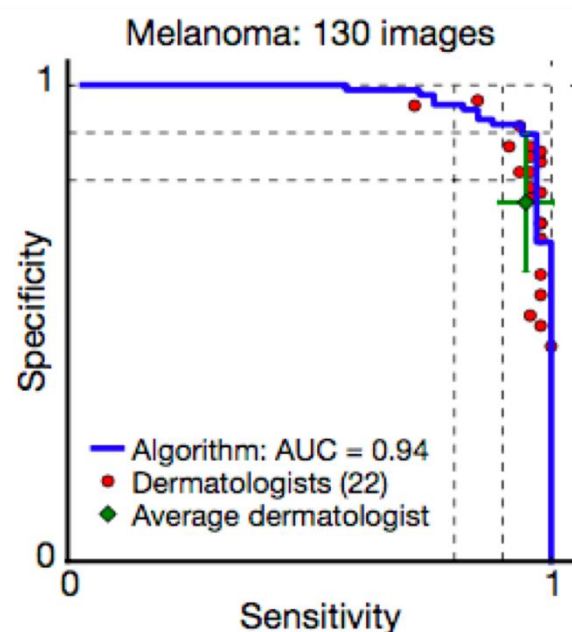 Melanoma: 130 images
1
Specificity
Algorithm: AUC = 0.94
Dermatologists (22)
Average dermatologist
0
0
1
Sensitivity